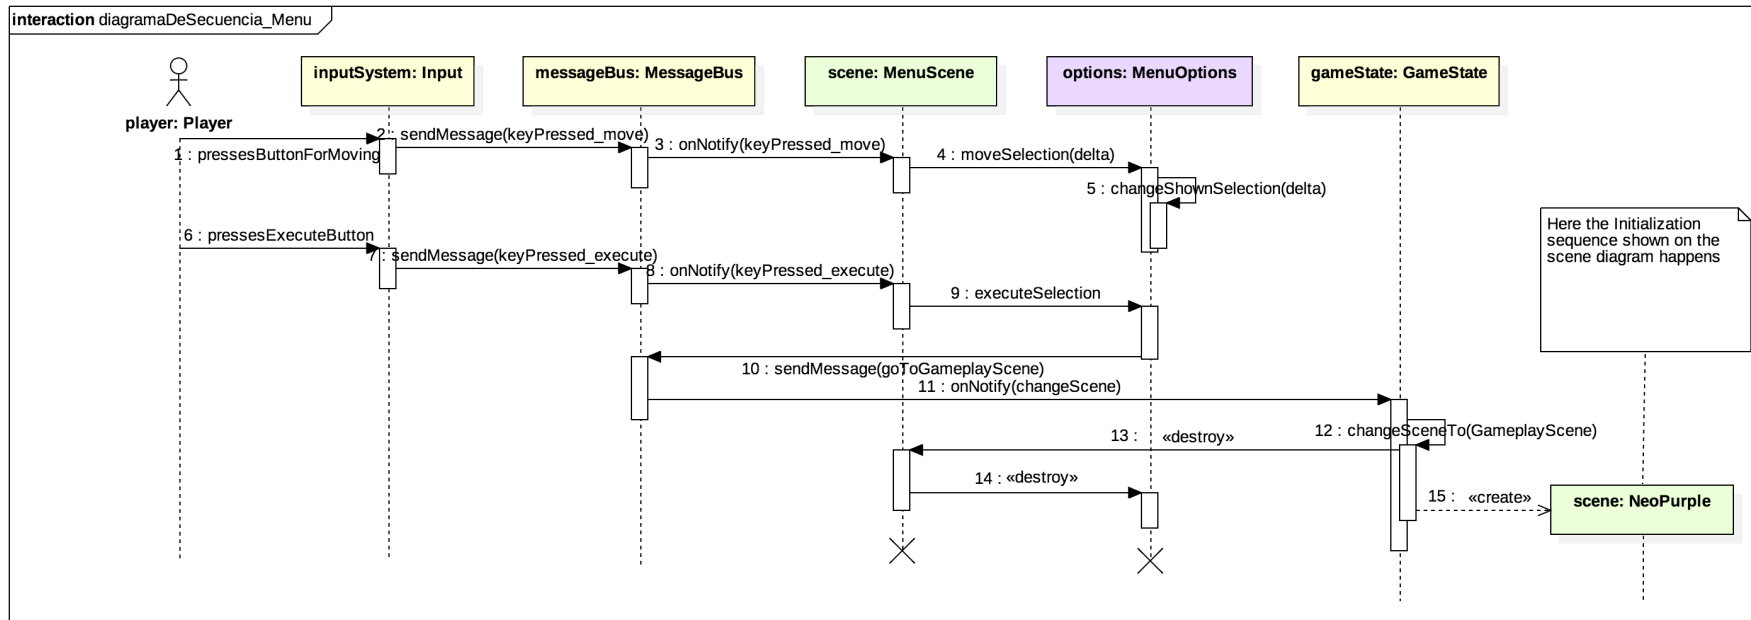 interaction diagramaDeSecuencia_Menu
player: Player
inputSystem: Input
messageBus: MessageBus
scene: MenuScene
options: MenuOptions
gameState: GameState
1 : pressesButtonForMoving
2 : sendMessage(keyPressed_move)
3 : onNotify(keyPressed_move)
4 : moveSelection(delta)
5 : changeShownSelection(delta)
Here the Initialization
sequence shown on the
scene diagram happens
6 : pressesExecuteButton
7 : sendMessage(keyPressed_execute)
8 : onNotify(keyPressed_execute)
9 : executeSelection
10 : sendMessage(goToGameplayScene)
11 : onNotify(changeScene)
12 : changeSceneTo(GameplayScene)
13 : «destroy»
14 : «destroy»
15 : «create»
scene: NeoPurple